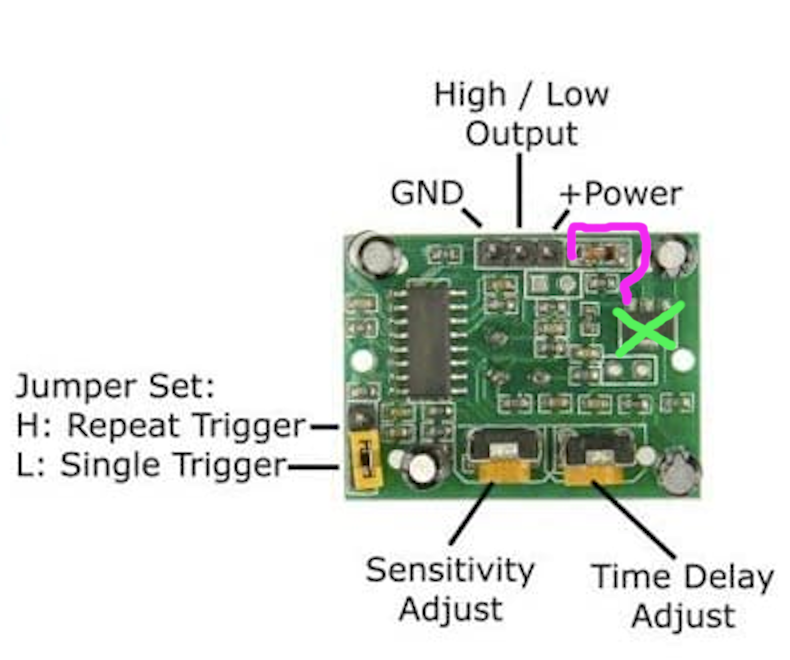 High / Low
Output
GND
+Power
Jumper Set:
H: Repeat Trigger
L: Single Trigger
Sensitivity
Adjust
Time Delay
Adjust